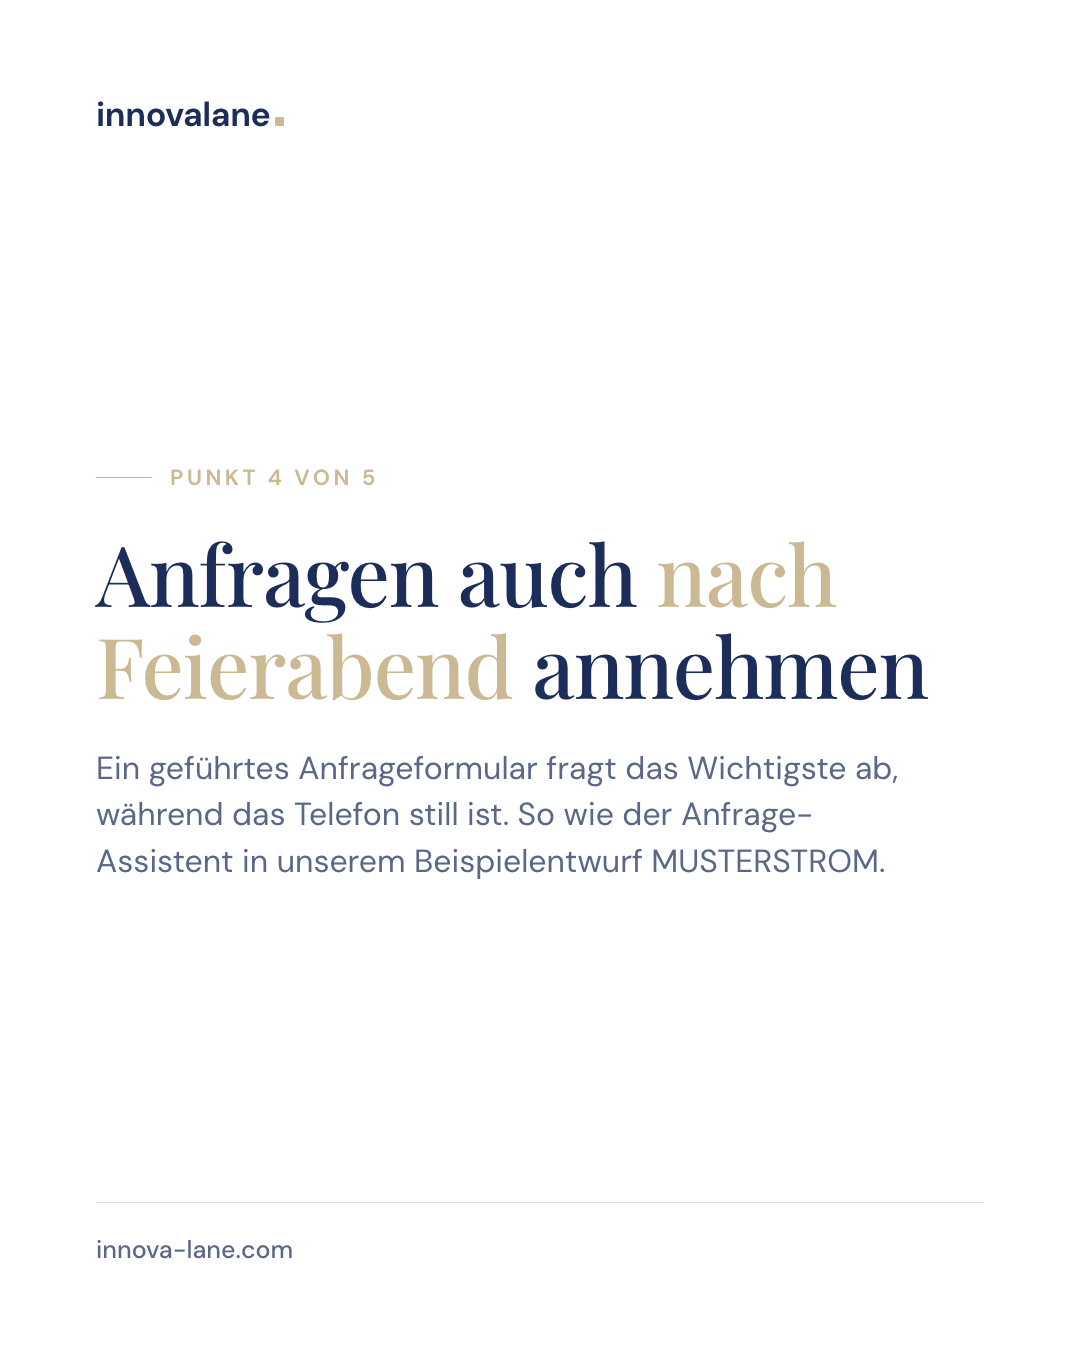 innovalane
PUNKT 4 VON 5
Anfragen auch nach
Feierabend annehmen
Ein geführtes Anfrageformular fragt das Wichtigste ab,
während das Telefon still ist. So wie der Anfrage-
Assistent in unserem Beispielentwurf MUSTERSTROM.
innova-lane.com